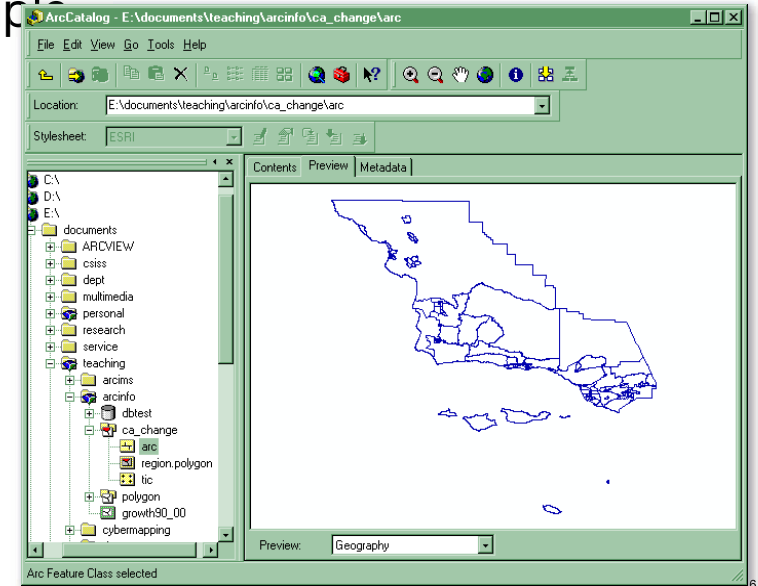 ple
ArcCatalog - E:\documents\teaching\arcinfo\ca_change\arc
File Edit View Go Tools Help
Location: E:\documents\teaching\arcinfo\ca_change\arc
Stylesheet: ESRI
Contents Preview Metadata
C:\
D:\
E:\
documents
ARCVIEW
csiss
dept
multimedia
personal
research
service
teaching
arcims
arcinfo
dbtest
ca_change
arc
region.polygon
tic
polygon
growth90_00
cybermapping
Preview: Geography
Arc Feature Class selected
6